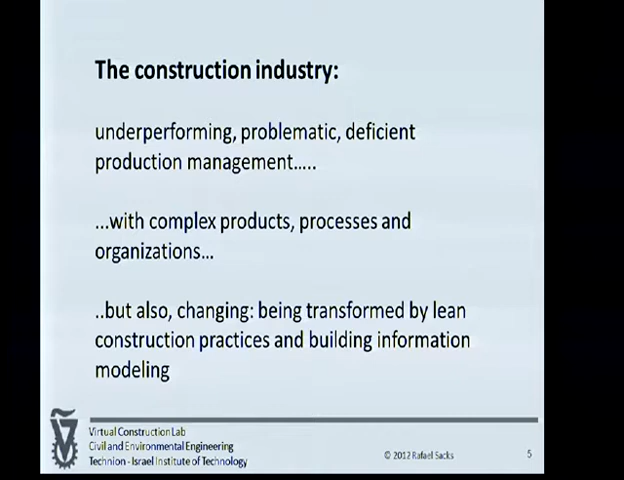 The construction industry:
underperforming, problematic, deficient
production management.....
...with complex products, processes and
organizations...
..but also, changing: being transformed by lean
construction practices and building information
modeling
Virtual Construction Lab
Civil and Environmental Engineering
Technion - Israel Institute of Technology
© 2012 Rafael Sacks
5